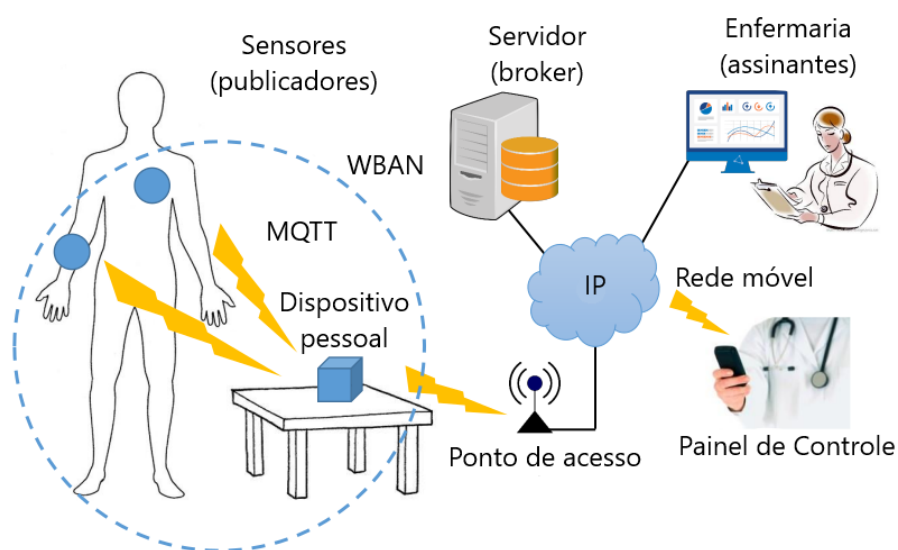 Sensores
(publicadores)
Servidor
(broker)
Enfermaria
(assinantes)
WBAN
MQTT
Dispositivo
pessoal
IP
Rede móvel
Ponto de acesso
Painel de Controle